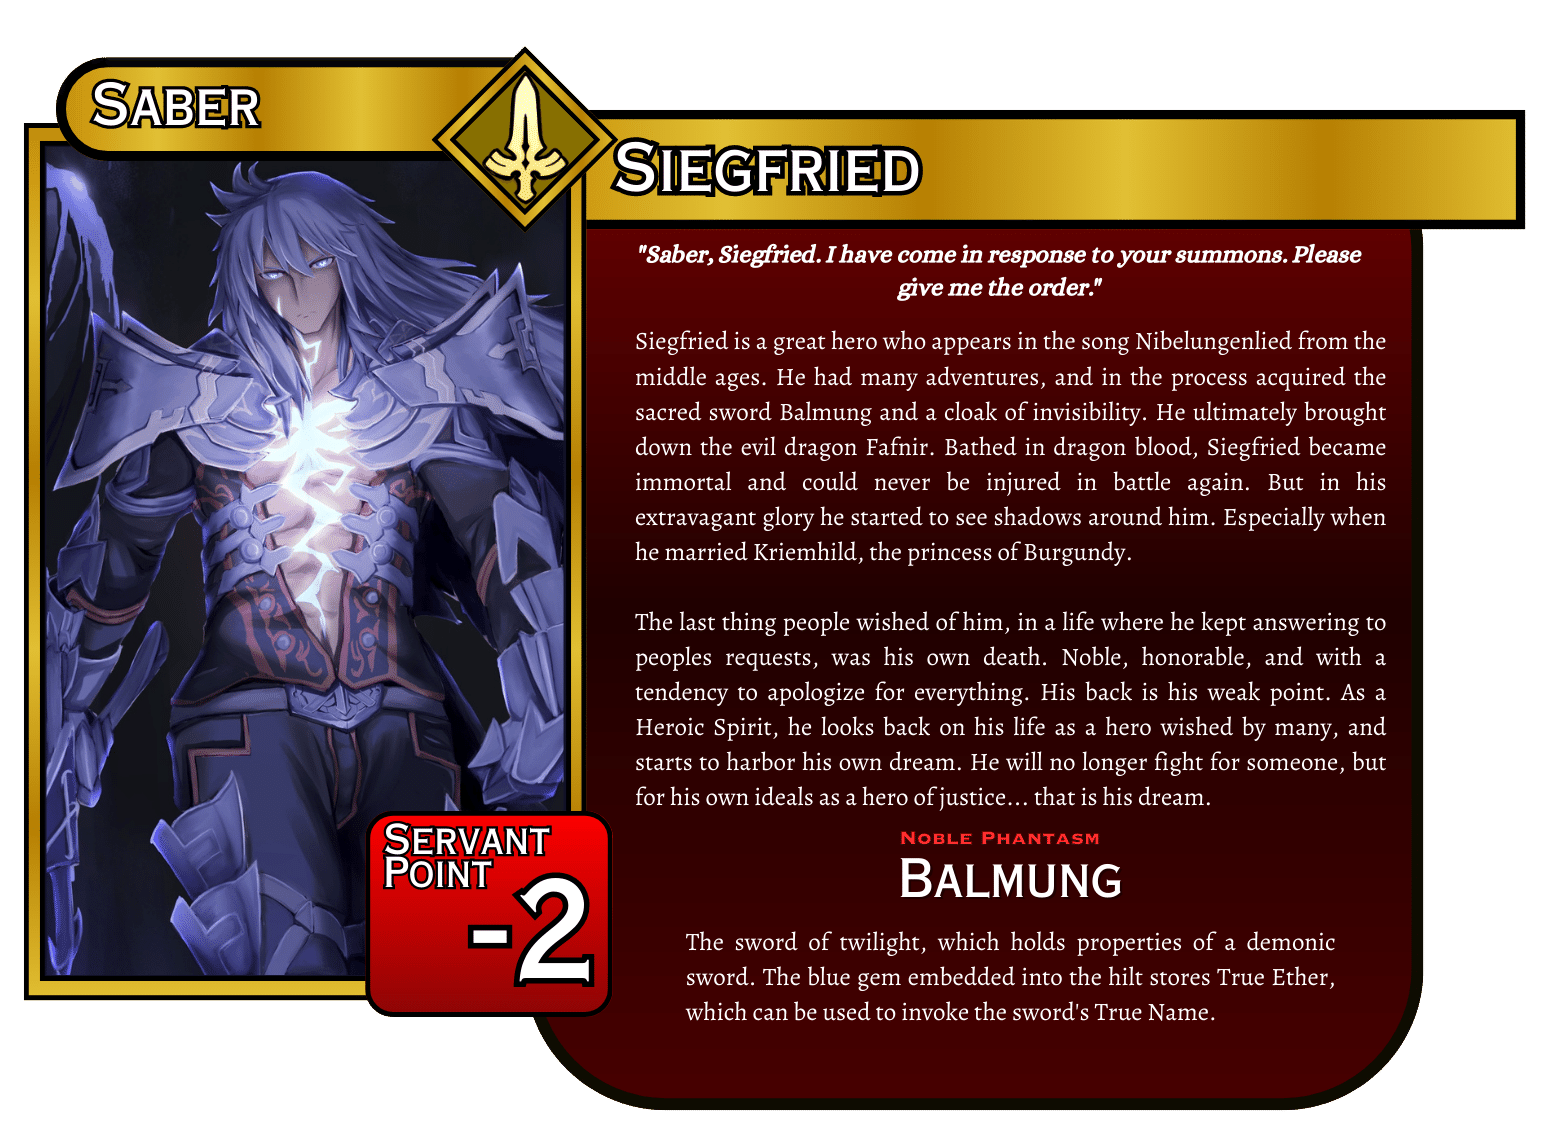 SABER
SIEGFRIED
"Saber, Siegfried. I have come in response to your summons. Please
give me the order."
Siegfried is a great hero who appears in the song Nibelungenlied from the
middle ages. He had many adventures, and in the process acquired the
sacred sword Balmung and a cloak of invisibility. He ultimately brought
down the evil dragon Fafnir. Bathed in dragon blood, Siegfried became
immortal and could never be injured in battle again. But in his
extravagant glory he started to see shadows around him. Especially when
he married Kriemhild, the princess of Burgundy.
The last thing people wished of him, in a life where he kept answering to
peoples requests, was his own death. Noble, honorable, and with a
tendency to apologize for everything. His back is his weak point. As a
Heroic Spirit, he looks back on his life as a hero wished by many, and
starts to harbor his own dream. He will no longer fight for someone, but
for his own ideals as a hero of justice... that is his dream.
SERVANT
POINT
-2
NOBLE PHANTASM
BALMUNG
The sword of twilight, which holds properties of a demonic
sword. The blue gem embedded into the hilt stores True Ether,
which can be used to invoke the sword's True Name.